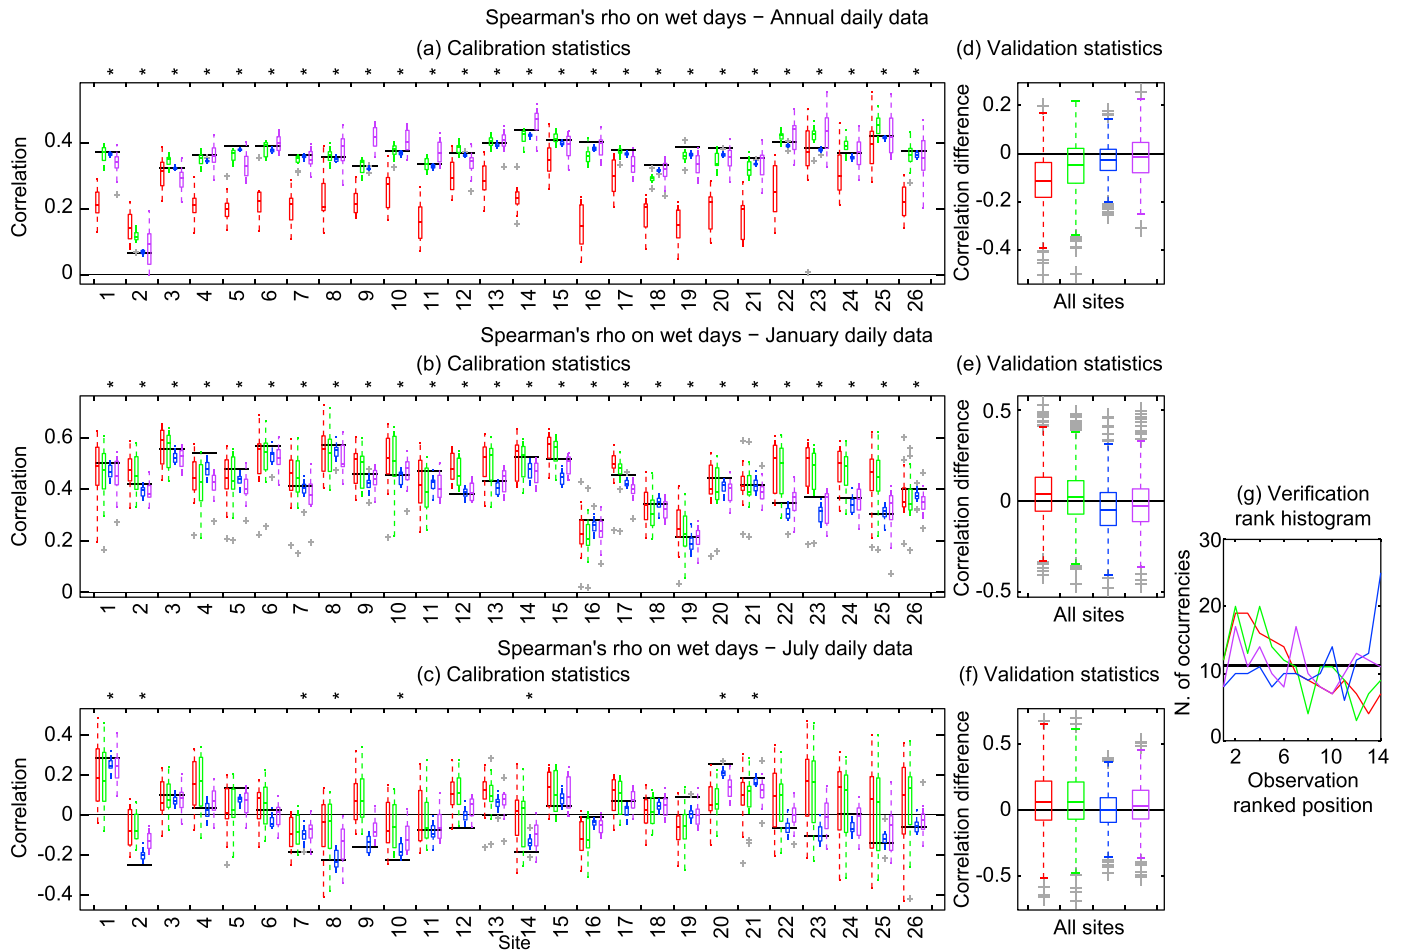 Spearman's rho on wet days − Annual daily data
(a) Calibration statistics
(d) Validation statistics
* * * * * * * * * * * * * * * * * * * * * * * * * *
Correlation
0.4
0.2
0
1 2 3 4 5 6 7 8 9 10 11 12 13 14 15 16 17 18 19 20 21 22 23 24 25 26
Correlation difference
0.2
0
-0.2
-0.4
All sites
Spearman's rho on wet days − January daily data
(b) Calibration statistics
(e) Validation statistics
* * * * * * * * * * * * * * * * * * * * * * * * * *
Correlation
0.6
0.4
0.2
0
1 2 3 4 5 6 7 8 9 10 11 12 13 14 15 16 17 18 19 20 21 22 23 24 25 26
Correlation difference
0.5
0
-0.5
All sites
Spearman's rho on wet days − July daily data
(c) Calibration statistics
(f) Validation statistics
* * * * * * * *
Correlation
0.4
0.2
0
-0.2
-0.4
1 2 3 4 5 6 7 8 9 10 11 12 13 14 15 16 17 18 19 20 21 22 23 24 25 26
Site
Correlation difference
0.5
0
-0.5
All sites
(g) Verification
rank histogram
N. of occurrencies
30
20
10
0
2 6 10 14
Observation
ranked position